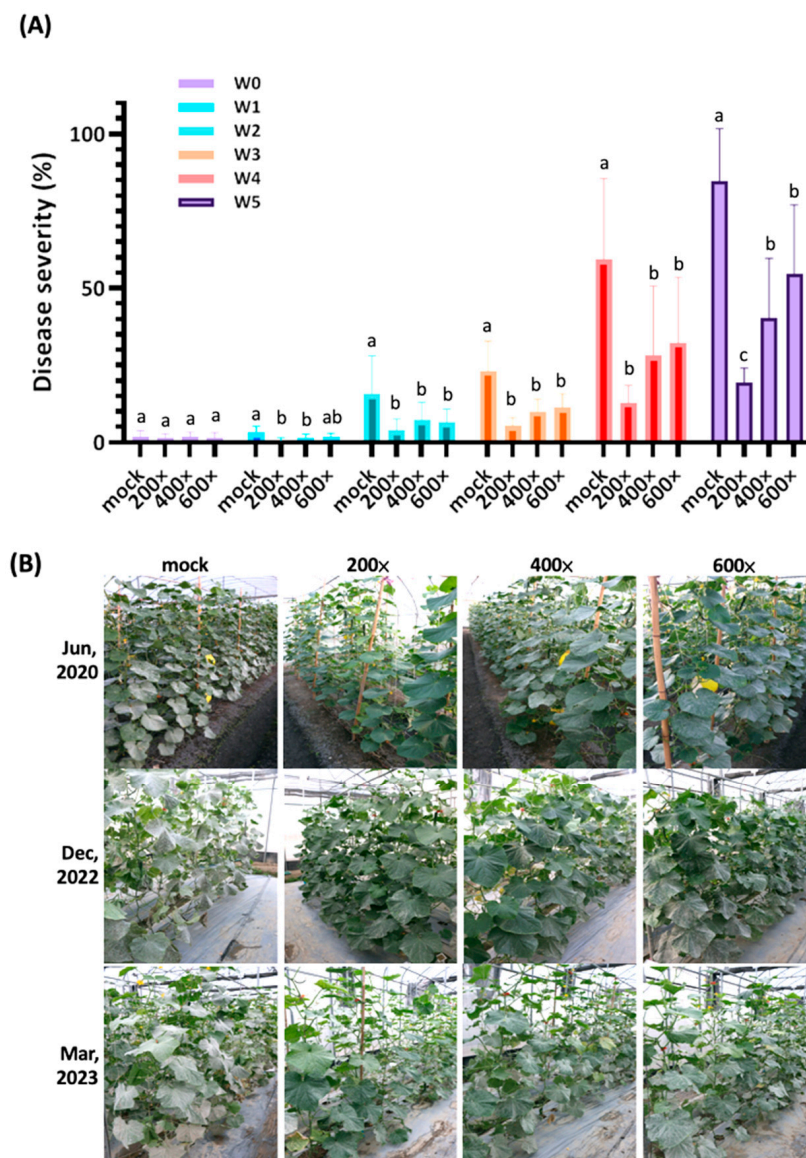 (A)
W0
W1
W2
W3
W4
W5
Disease severity (%)
100
50
0
a a a a
a b b ab
a b b b
a b b b
a b b b
a c b b
mock 200× 400× 600×
mock 200× 400× 600×
mock 200× 400× 600×
mock 200× 400× 600×
mock 200× 400× 600×
mock 200× 400× 600×
(B)
mock 200× 400× 600×
Jun,
2020
Dec,
2022
Mar,
2023